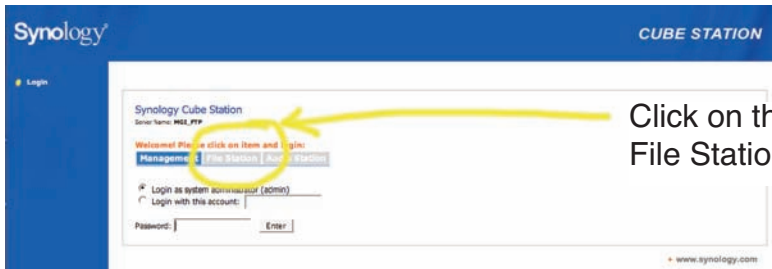 Synology®
CUBE STATION
Login
Synology Cube Station
Server Name: MGI_FTP
Welcome! Please click on item and login:
Management File Station Audio Station
Login as system administrator (admin)
Login with this account:
Password: Enter
www.synology.com
Click on th
File Statio